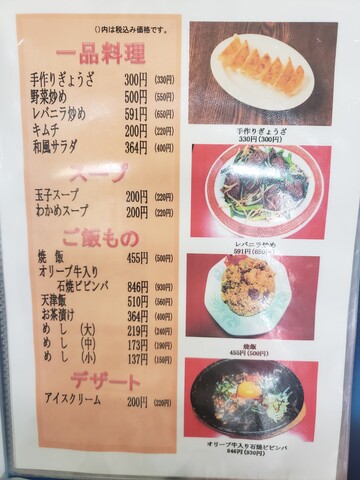 ()内は税込み価格です。
一品料理
手作りぎょうざ 300円 (330円)
野菜炒め 500円 (550円)
レバニラ炒め 591円 (650円)
キムチ 200円 (220円)
和風サラダ 364円 (400円)
スープ
玉子スープ 200円 (220円)
わかめスープ 200円 (220円)
ご飯もの
焼飯 455円 (500円)
オリーブ牛入り
石焼ビビンバ 846円 (930円)
天津飯 510円 (560円)
お茶漬け 364円 (400円)
めし (大) 219円 (240円)
めし (中) 173円 (190円)
めし (小) 137円 (150円)
デザート
アイスクリーム 200円 (220円)
手作りぎょうざ
330円(300円)
レバニラ炒め
591円(650円)
焼飯
455円(500円)
オリーブ牛入り石焼ビビンバ
846円(930円)